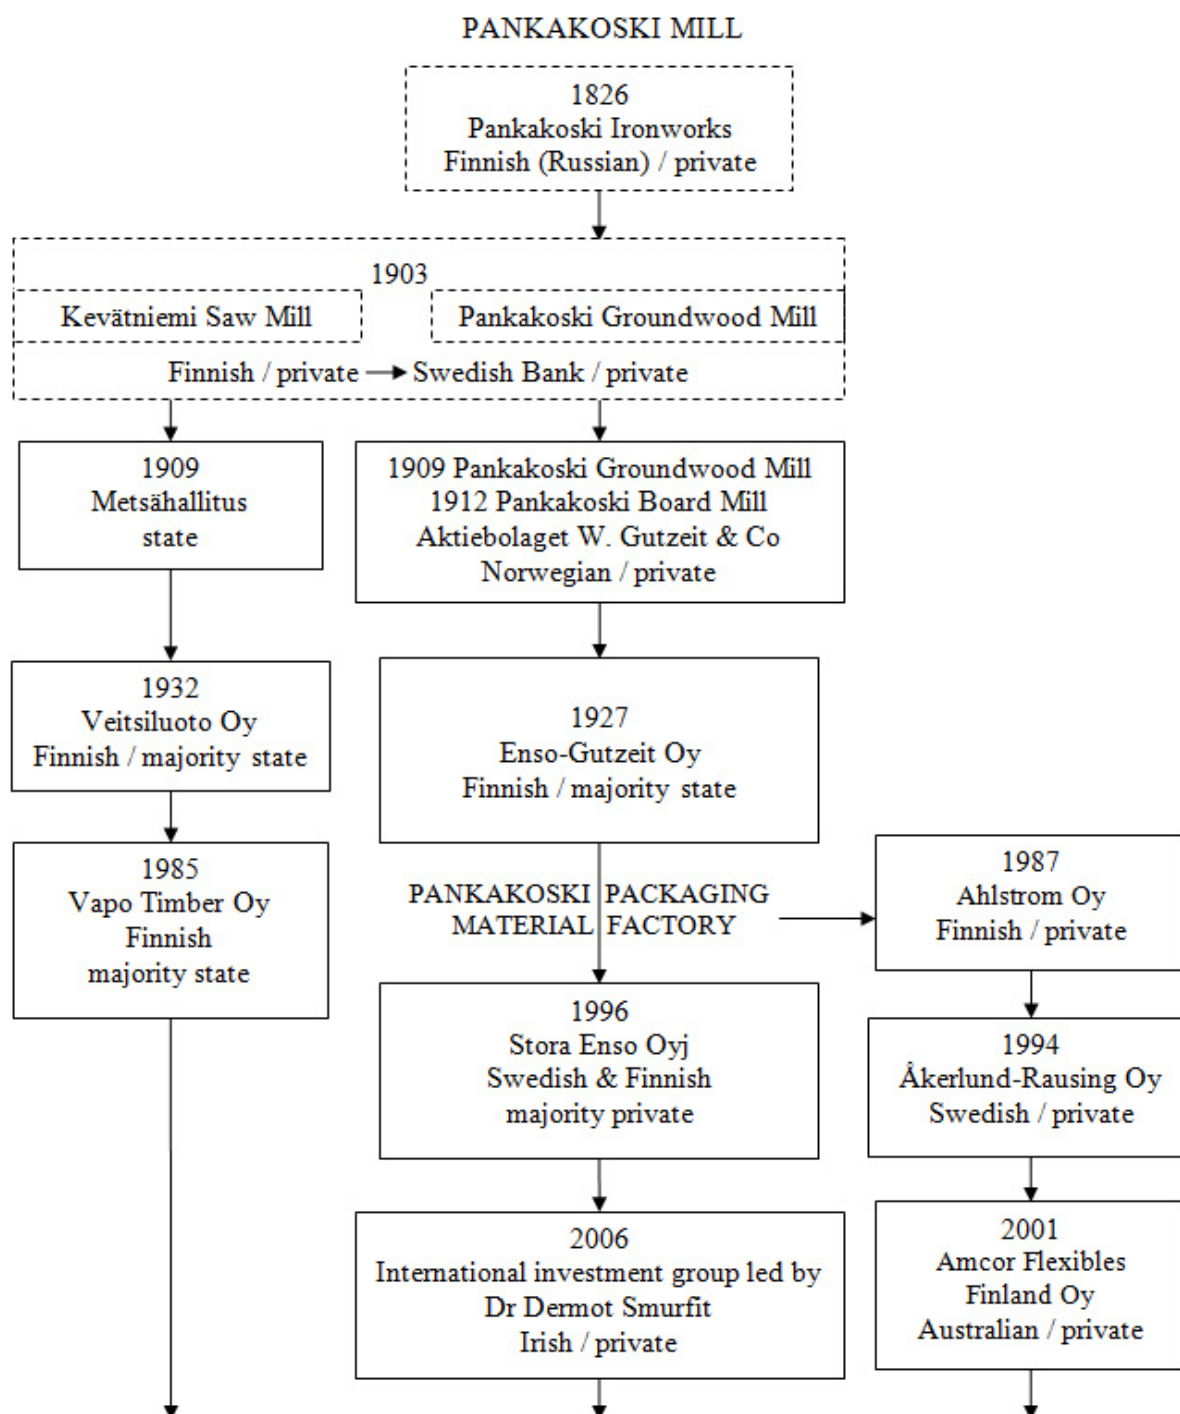 PANKAKOSKI MILL
1826
Pankakoski Ironworks
Finnish (Russian) / private
1903
Kevätniemi Saw Mill
Pankakoski Groundwood Mill
Finnish / private
Swedish Bank / private
1909
Metsähallitus
state
1909 Pankakoski Groundwood Mill
1912 Pankakoski Board Mill
Aktiebolaget W. Gutzeit & Co
Norwegian / private
1932
Veitsiluoto Oy
Finnish / majority state
1927
Enso-Gutzeit Oy
Finnish / majority state
1985
Vapo Timber Oy
Finnish
majority state
PANKAKOSKI PACKAGING
MATERIAL FACTORY
1987
Ahlstrom Oy
Finnish / private
1996
Stora Enso Oyj
Swedish & Finnish
majority private
1994
Åkerlund-Rausing Oy
Swedish / private
2006
International investment group led by
Dr Dermot Smurfit
Irish / private
2001
Amcor Flexibles
Finland Oy
Australian / private